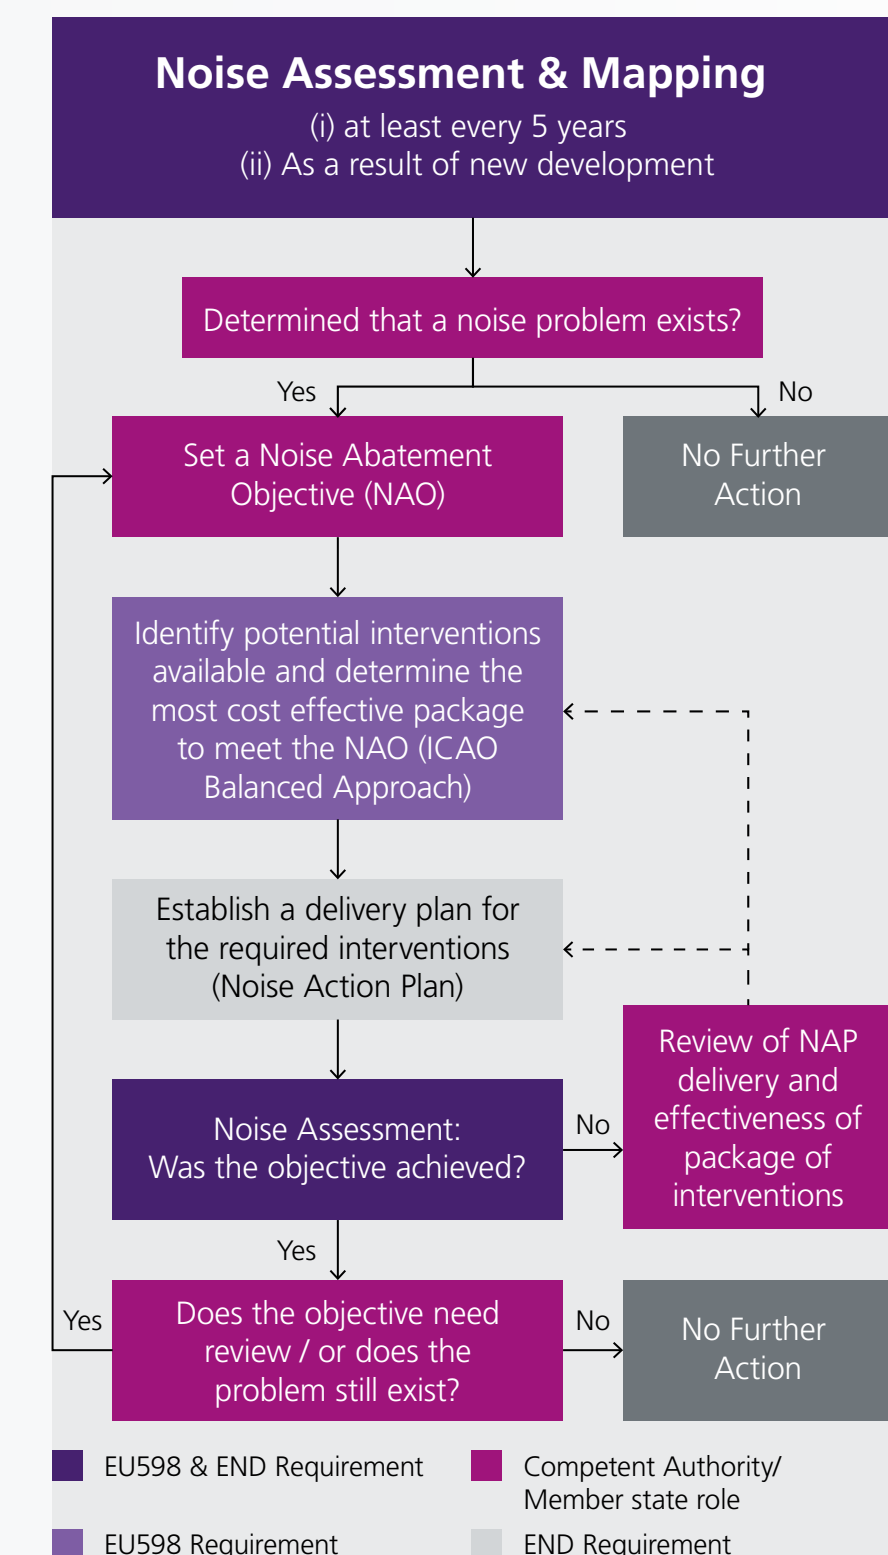 Noise Assessment & Mapping
(i) at least every 5 years
(ii) As a result of new development
Determined that a noise problem exists?
Yes
No
Set a Noise Abatement
Objective (NAO)
No Further
Action
Identify potential interventions
available and determine the
most cost effective package
to meet the NAO (ICAO
Balanced Approach)
Establish a delivery plan for
the required interventions
(Noise Action Plan)
Noise Assessment:
Was the objective achieved?
No
Review of NAP
delivery and
effectiveness of
package of
interventions
Yes
Yes
Does the objective need
review / or does the
problem still exist?
No
No Further
Action
EU598 & END Requirement
Competent Authority/
Member state role
EU598 Requirement
END Requirement